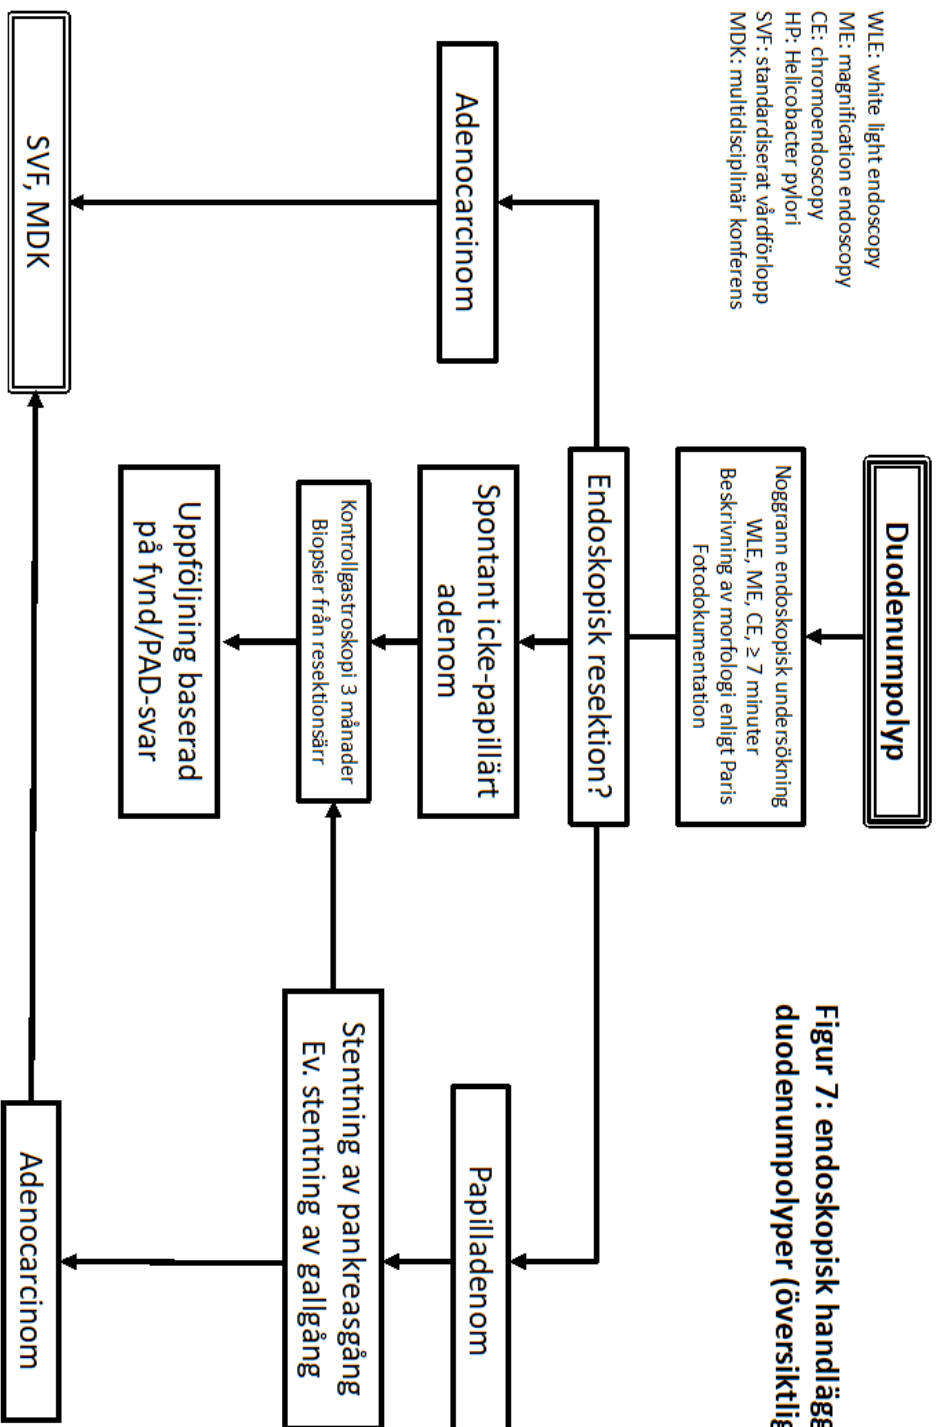 WLE: white light endoscopy
ME: magnification endoscopy
CE: chromoendoscopy
HP: Helicobacter pylori
SVF: standardiserat vårdförlopp
MDK: multidisciplinär konferens
Duodenumpolyp
Figur 7: endoskopisk handlägg
duodenumpolyper (översiktlig
Noggrann endoskopisk undersökning
WLE, ME, CE, ≥ 7 minuter
Beskrivning av morfologi enligt Paris
Fotodokumentation
Endoskopisk resektion?
Adenocarcinom
Spontant icke-papillärt
adenom
Papilladenom
Kontrollgastroskopi 3 månader
Biopsier från resektionsärr
Stentning av pankreasgång
Ev. stentning av gallgång
Uppföljning baserad
på fynd/PAD-svar
SVF, MDK
Adenocarcinom